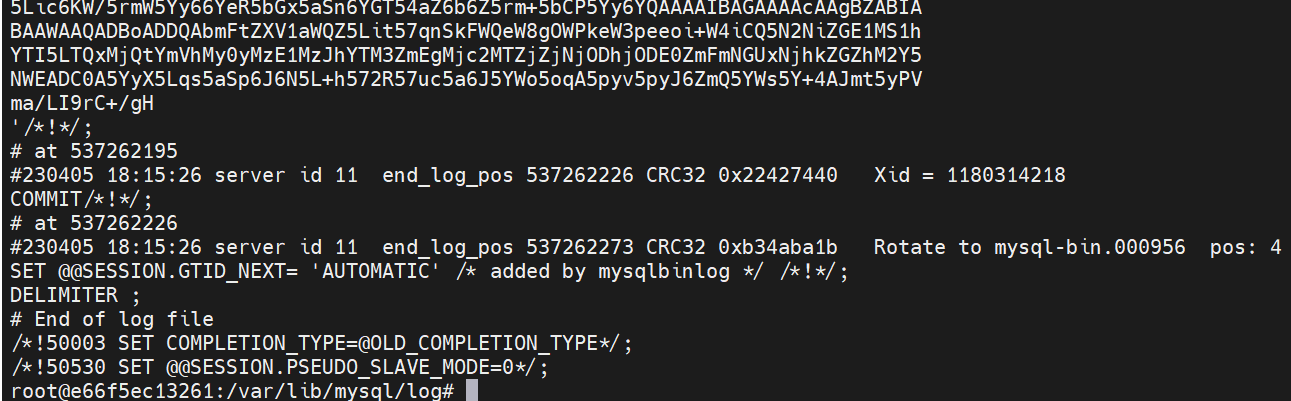 5Lic6KW/5rmW5Yy66YeR5bGx5aSn6YGT54aZ6b6Z5rm+5bCP5Yy6YQAAAAIBAGAAAAcAAgBZABIA
BAAWAAQADBoADDQAbmFtZXV1aWQZ5Lit57qnSkFWQeW8gOWPkeW3peeoi+W4iCQ5N2NiZGE1MS1h
YTI5LTQxMjQtYmVhMy0yMzE1MzJhYTM3ZmEgMjc2MTZjZjNjODhjODE0ZmFmNGUxNjhkZGZhM2Y5
NWEADC0A5YyX5Lqs5aSp6J6N5L+h572R57uc5a6J5YWo5oqA5pyv5pyJ6ZmQ5YWs5Y+4AJmt5yPV
ma/LI9rC+/gH
'/*!*/;
# at 537262195
#230405 18:15:26 server id 11  end_log_pos 537262226 CRC32 0x22427440   Xid = 1180314218
COMMIT/*!*/;
# at 537262226
#230405 18:15:26 server id 11  end_log_pos 537262273 CRC32 0xb34aba1b   Rotate to mysql-bin.000956  pos: 4
SET @@SESSION.GTID_NEXT= 'AUTOMATIC' /* added by mysqlbinlog */ /*!*/;
DELIMITER ;
# End of log file
/*!50003 SET COMPLETION_TYPE=@OLD_COMPLETION_TYPE*/;
/*!50530 SET @@SESSION.PSEUDO_SLAVE_MODE=0*/;
root@e66f5ec13261:/var/lib/mysql/log#